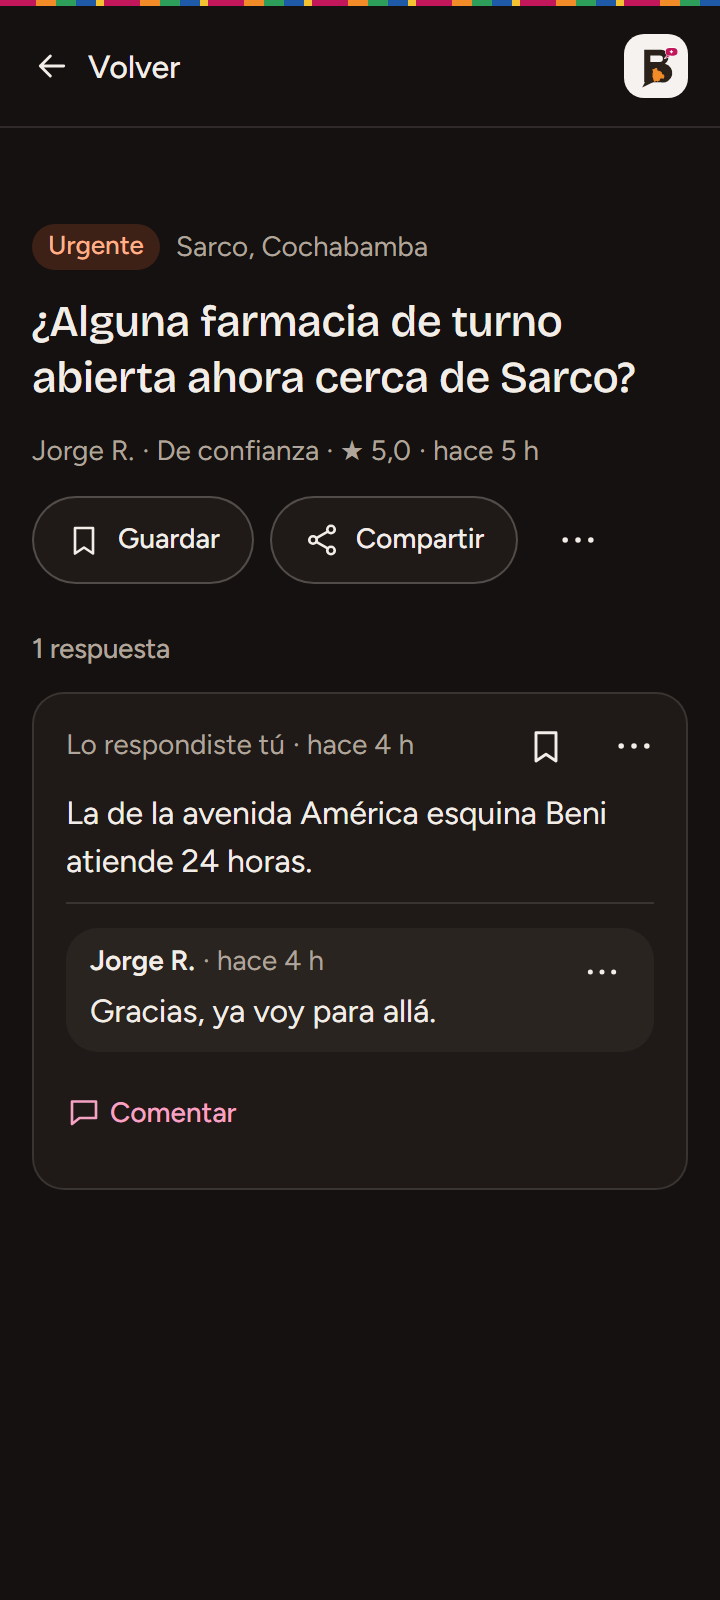 Volver
Urgente Sarco, Cochabamba
¿Alguna farmacia de turno
abierta ahora cerca de Sarco?
Jorge R. · De confianza · ★ 5,0 · hace 5 h
Guardar Compartir
1 respuesta
Lo respondiste tú · hace 4 h
La de la avenida América esquina Beni
atiende 24 horas.
Jorge R. · hace 4 h
Gracias, ya voy para allá.
Comentar